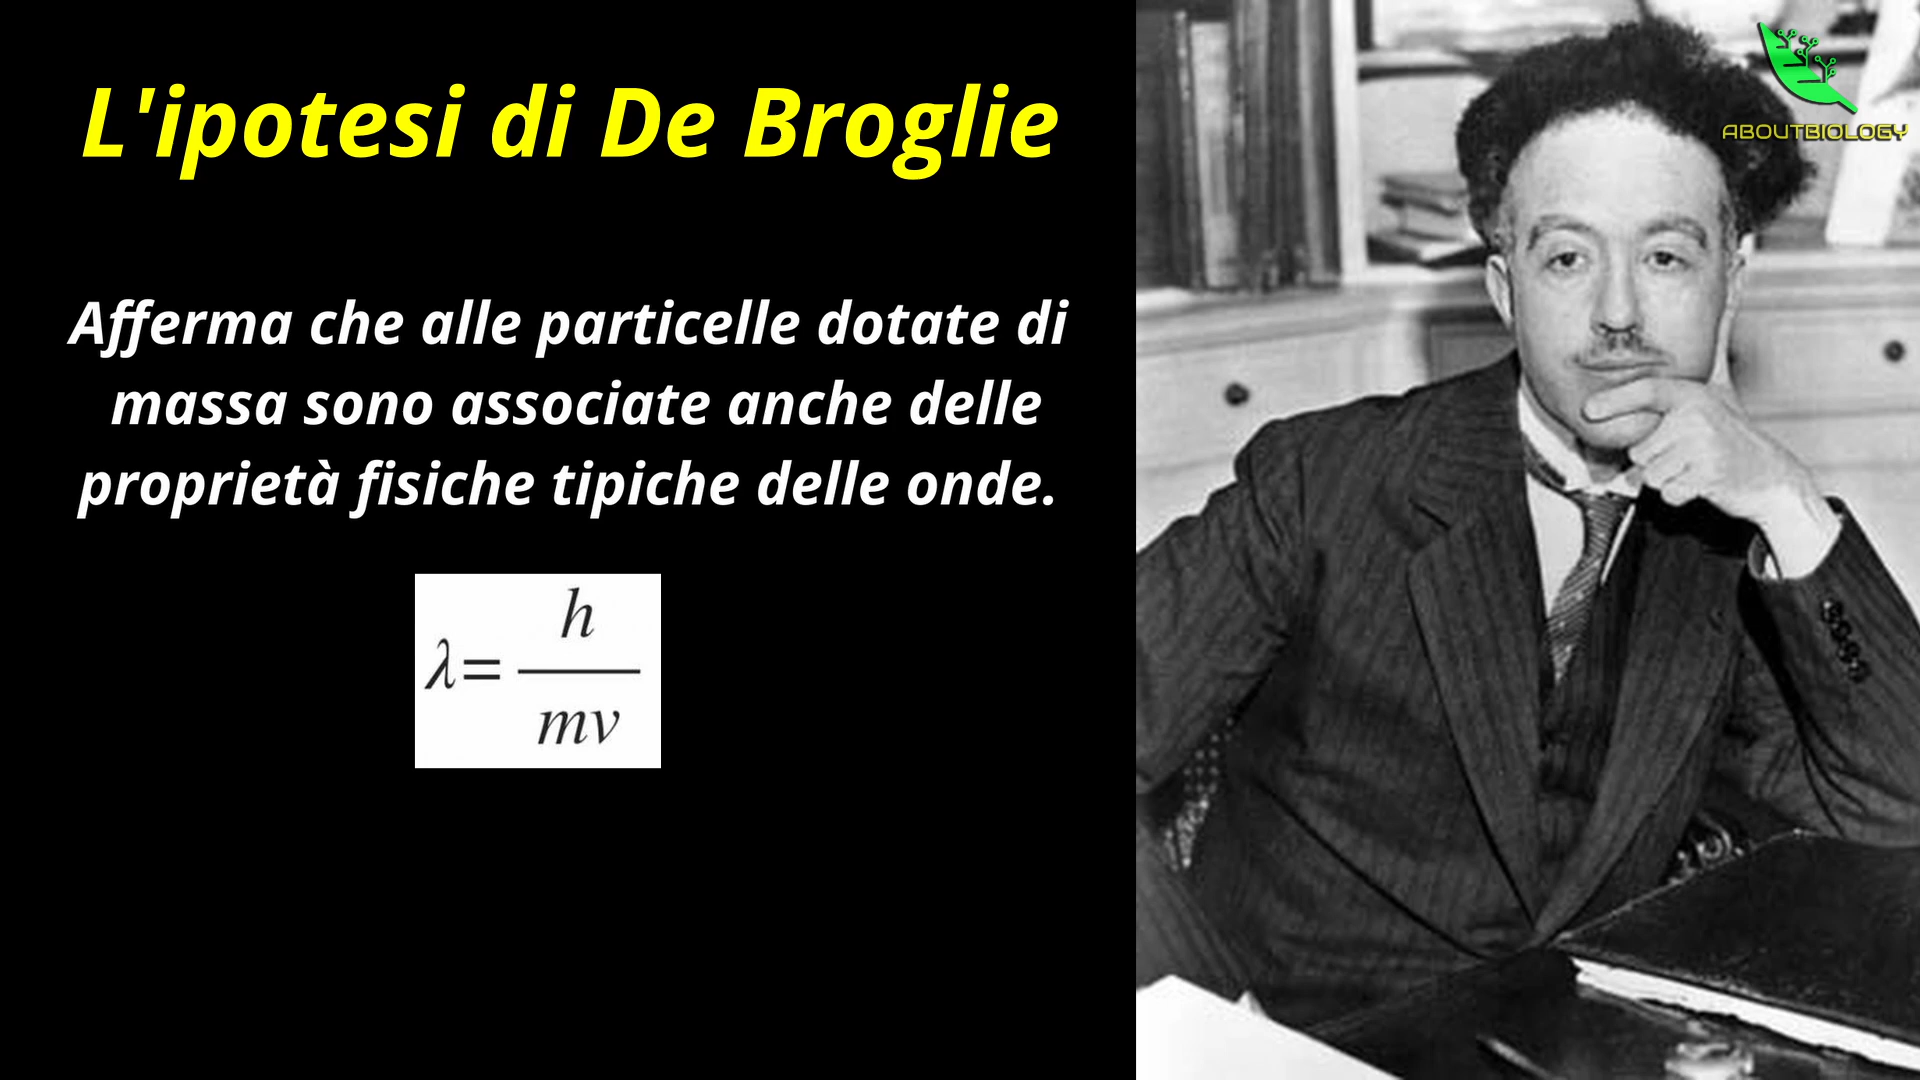 L'ipotesi di De Broglie
ABOUTBIOLOGY
Afferma che alle particelle dotate di
massa sono associate anche delle
proprietà fisiche tipiche delle onde.
h
λ=
mv